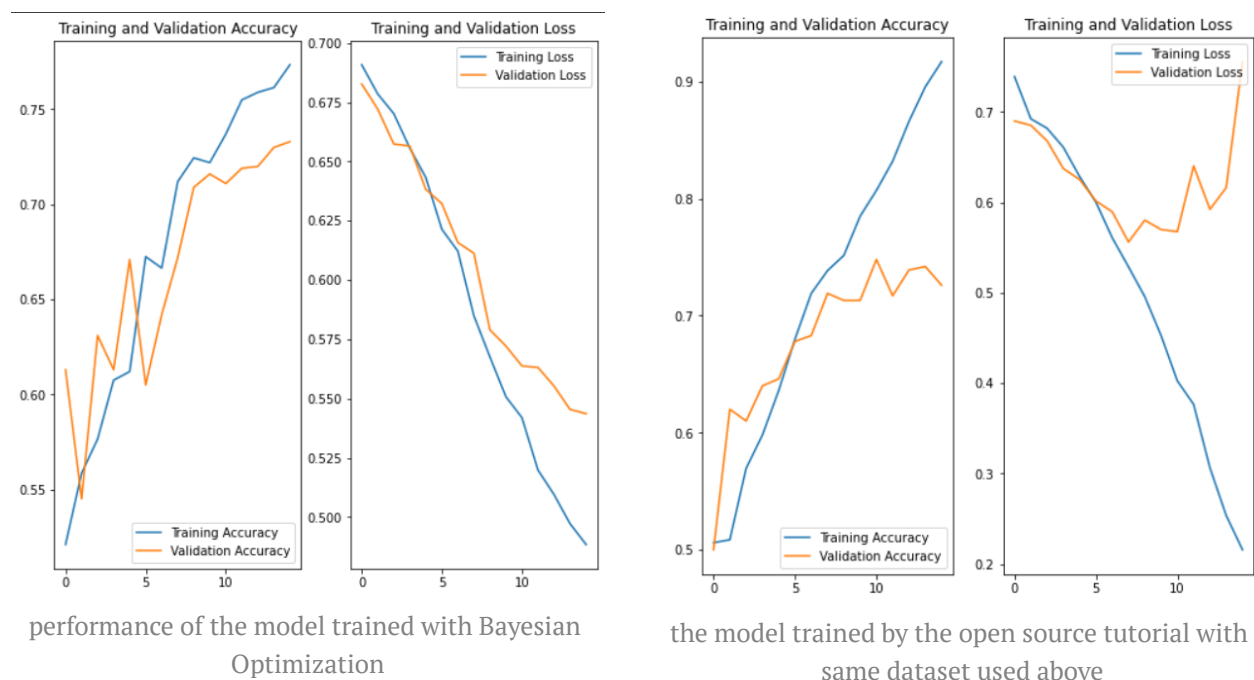 Training and Validation Accuracy
0.75
0.70
0.65
0.60
0.55
0
5
10
Training Accuracy
Validation Accuracy
Training and Validation Loss
0.700
0.675
0.650
0.625
0.600
0.575
0.550
0.525
0.500
0
5
10
Training Loss
Validation Loss
performance of the model trained with Bayesian
Optimization
Training and Validation Accuracy
0.9
0.8
0.7
0.6
0.5
0
5
10
Training Accuracy
Validation Accuracy
Training and Validation Loss
0.7
0.6
0.5
0.4
0.3
0.2
0
5
10
Training Loss
Validation Loss
the model trained by the open source tutorial with
same dataset used above